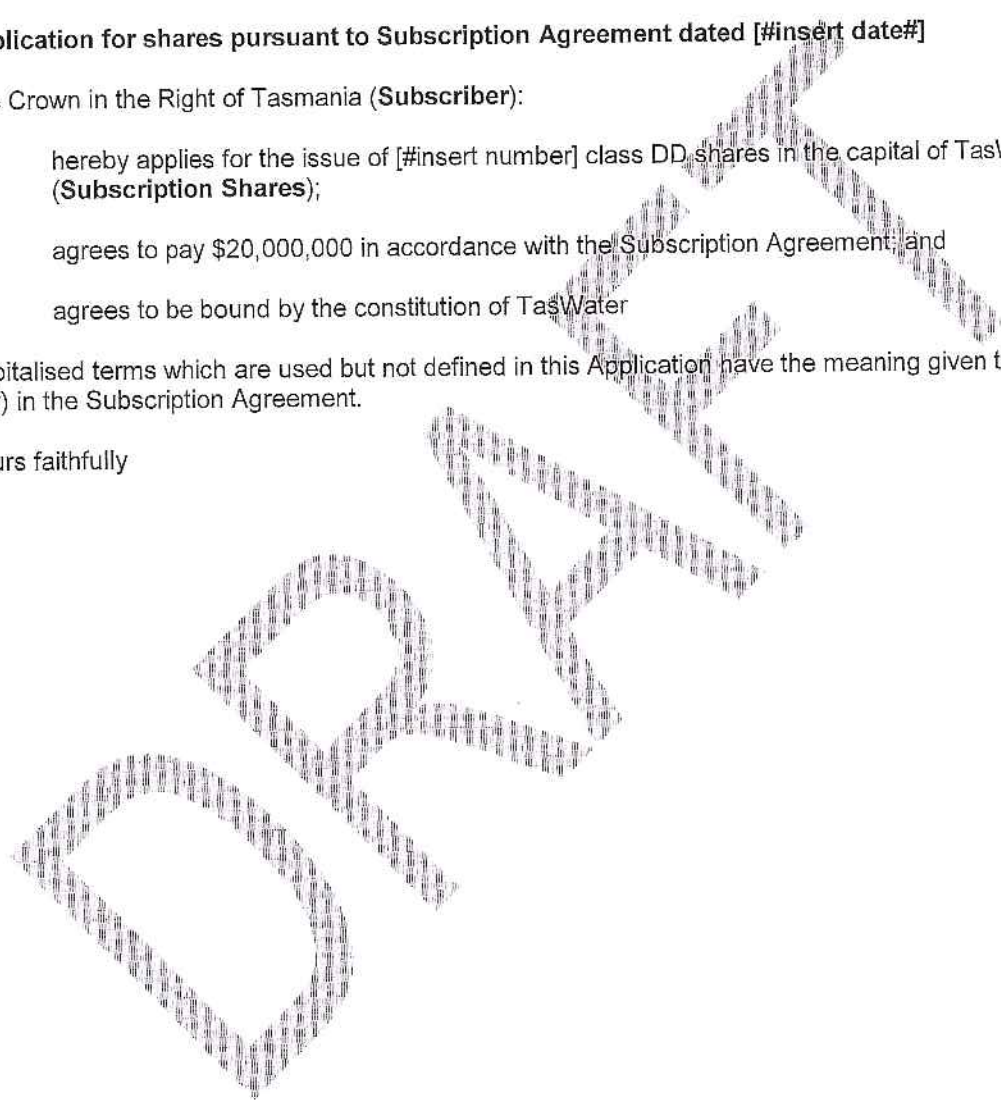 plication for shares pursuant to Subscription Agreement dated [#insert date#]
Crown in the Right of Tasmania (Subscriber):
hereby applies for the issue of [#insert number] class DD shares in the capital of Tas
(Subscription Shares);
agrees to pay $20,000,000 in accordance with the Subscription Agreement; and
agrees to be bound by the constitution of TasWater
pitalised terms which are used but not defined in this Application have the meaning given t
) in the Subscription Agreement.
urs faithfully
DRAFT